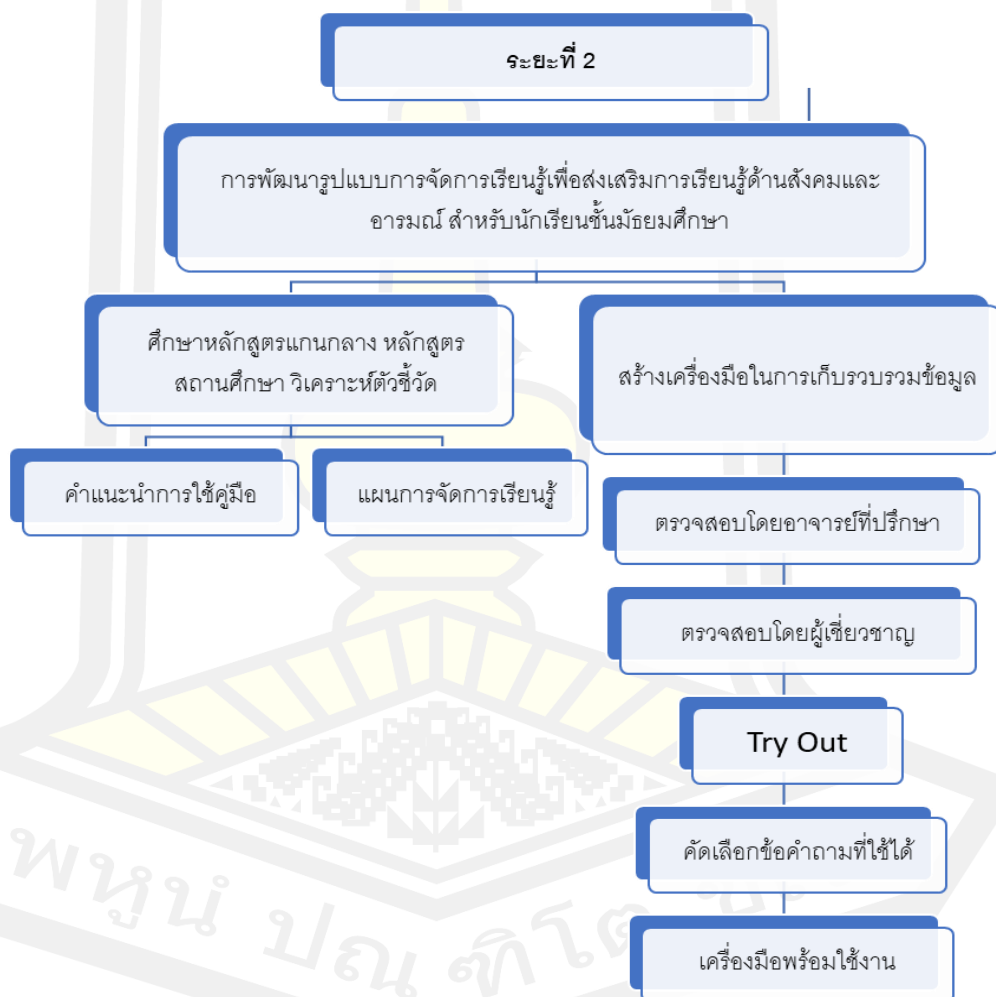 ระยะที่ 2
การพัฒนารูปแบบการจัดการเรียนรู้เพื่อส่งเสริมการเรียนรู้ด้านสังคมและ
อารมณ์ สำหรับนักเรียนชั้นมัธยมศึกษา
ศึกษาหลักสูตรแกนกลาง หลักสูตร
สถานศึกษา วิเคราะห์ตัวชี้วัด
สร้างเครื่องมือในการเก็บรวบรวมข้อมูล
คำแนะนำการใช้คู่มือ
แผนการจัดการเรียนรู้
ตรวจสอบโดยอาจารย์ที่ปรึกษา
ตรวจสอบโดยผู้เชี่ยวชาญ
Try Out
คัดเลือกข้อคำถามที่ใช้ได้
เครื่องมือพร้อมใช้งาน
พหูนํ ปณฺฑิโต